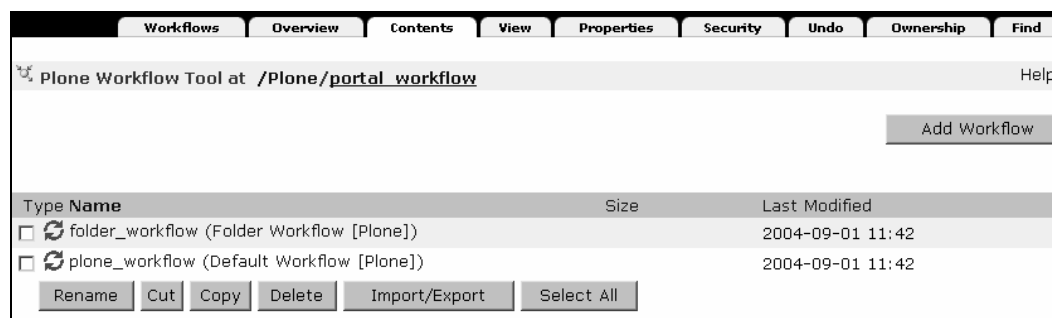 Workflows Overview Contents View Properties Security Undo Ownership Find
Plone Workflow Tool at /Plone/portal_workflow Help
Add Workflow
Type Name Size Last Modified
folder_workflow (Folder Workflow [Plone]) 2004-09-01 11:42
plone_workflow (Default Workflow [Plone]) 2004-09-01 11:42
Rename Cut Copy Delete Import/Export Select All